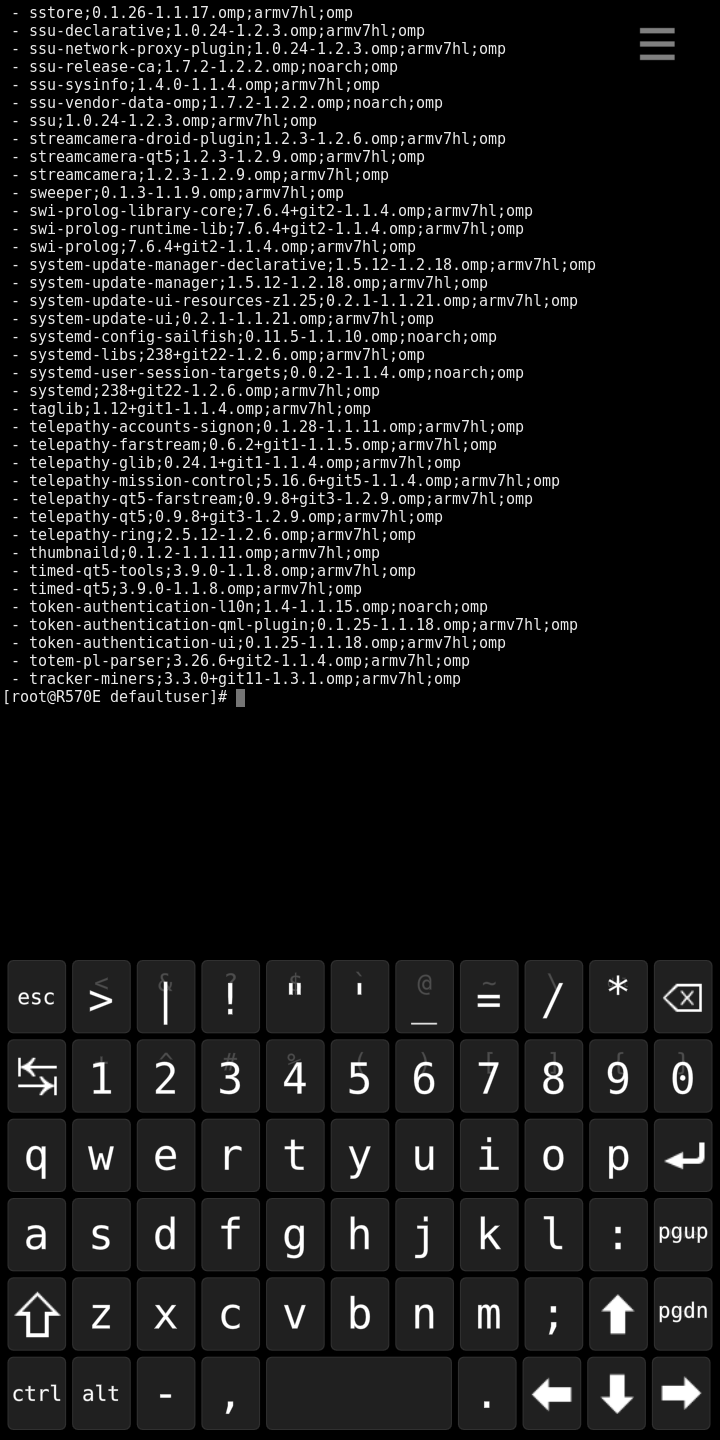 - sstore;0.1.26-1.1.17.omp;armv7hl;omp
- ssu-declarative;1.0.24-1.2.3.omp;armv7hl;omp
- ssu-network-proxy-plugin;1.0.24-1.2.3.omp;armv7hl;omp
- ssu-release-ca;1.7.2-1.2.2.omp;noarch;omp
- ssu-sysinfo;1.4.0-1.1.4.omp;armv7hl;omp
- ssu-vendor-data-omp;1.7.2-1.2.2.omp;noarch;omp
- ssu;1.0.24-1.2.3.omp;armv7hl;omp
- streamcamera-droid-plugin;1.2.3-1.2.6.omp;armv7hl;omp
- streamcamera-qt5;1.2.3-1.2.9.omp;armv7hl;omp
- streamcamera;1.2.3-1.2.9.omp;armv7hl;omp
- sweeper;0.1.3-1.1.9.omp;armv7hl;omp
- swi-prolog-library-core;7.6.4+git2-1.1.4.omp;armv7hl;omp
- swi-prolog-runtime-lib;7.6.4+git2-1.1.4.omp;armv7hl;omp
- swi-prolog;7.6.4+git2-1.1.4.omp;armv7hl;omp
- system-update-manager-declarative;1.5.12-1.2.18.omp;armv7hl;omp
- system-update-manager;1.5.12-1.2.18.omp;armv7hl;omp
- system-update-ui-resources-z1.25;0.2.1-1.1.21.omp;armv7hl;omp
- system-update-ui;0.2.1-1.1.21.omp;armv7hl;omp
- systemd-config-sailfish;0.11.5-1.1.10.omp;noarch;omp
- systemd-libs;238+git22-1.2.6.omp;armv7hl;omp
- systemd-user-session-targets;0.0.2-1.1.4.omp;noarch;omp
- systemd;238+git22-1.2.6.omp;armv7hl;omp
- taglib;1.12+git1-1.1.4.omp;armv7hl;omp
- telepathy-accounts-signon;0.1.28-1.1.11.omp;armv7hl;omp
- telepathy-farstream;0.6.2+git1-1.1.5.omp;armv7hl;omp
- telepathy-glib;0.24.1+git1-1.1.4.omp;armv7hl;omp
- telepathy-mission-control;5.16.6+git5-1.1.4.omp;armv7hl;omp
- telepathy-qt5-farstream;0.9.8+git3-1.2.9.omp;armv7hl;omp
- telepathy-qt5;0.9.8+git3-1.2.9.omp;armv7hl;omp
- telepathy-ring;2.5.12-1.2.6.omp;armv7hl;omp
- thumbnaild;0.1.2-1.1.11.omp;armv7hl;omp
- timed-qt5-tools;3.9.0-1.1.8.omp;armv7hl;omp
- timed-qt5;3.9.0-1.1.8.omp;armv7hl;omp
- token-authentication-l10n;1.4-1.1.15.omp;noarch;omp
- token-authentication-qml-plugin;0.1.25-1.1.18.omp;armv7hl;omp
- token-authentication-ui;0.1.25-1.1.18.omp;armv7hl;omp
- totem-pl-parser;3.26.6+git2-1.1.4.omp;armv7hl;omp
- tracker-miners;3.3.0+git11-1.3.1.omp;armv7hl;omp
[root@R570E defaultuser]#
esc > | ! " ' _ = / *
1 2 3 4 5 6 7 8 9 0
q w e r t y u i o p
a s d f g h j k l : pgup
z x c v b n m ; pgdn
ctrl alt - , .